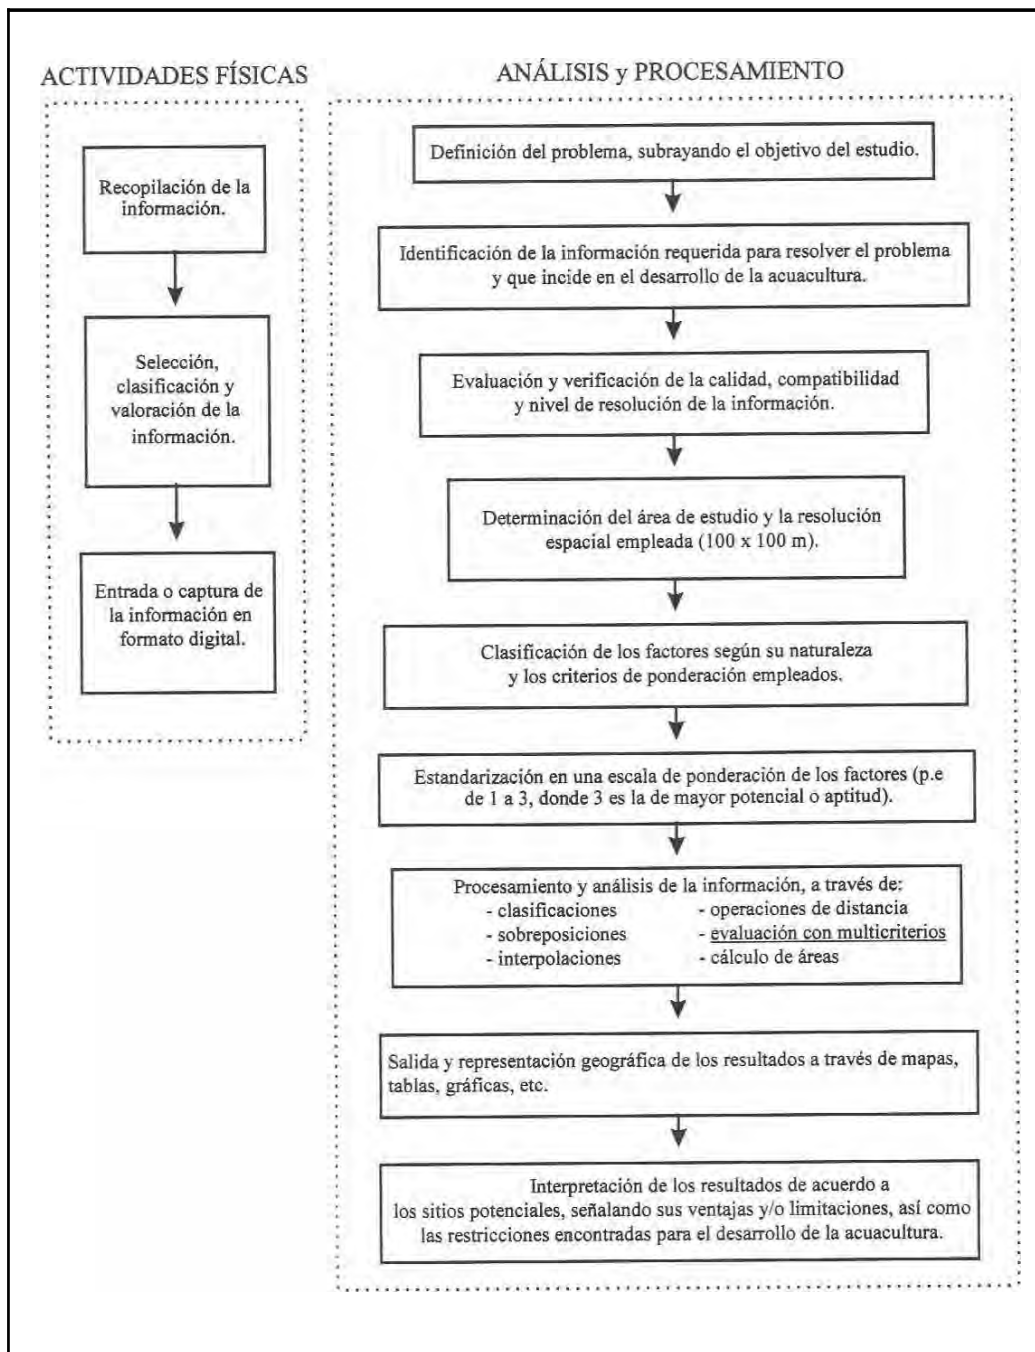 ACTIVIDADES FÍSICAS
Recopilación de la
información.
Selección,
clasificación y
valoración de la
información.
Entrada o captura de
la información en
formato digital.
ANÁLISIS y PROCESAMIENTO
Definición del problema, subrayando el objetivo del estudio.
Identificación de la información requerida para resolver el problema
y que incide en el desarrollo de la acuacultura.
Evaluación y verificación de la calidad, compatibilidad
y nivel de resolución de la información.
Determinación del área de estudio y la resolución
espacial empleada (100 x 100 m).
Clasificación de los factores según su naturaleza
y los criterios de ponderación empleados.
Estandarización en una escala de ponderación de los factores (p.e
de 1 a 3, donde 3 es la de mayor potencial o aptitud).
Procesamiento y análisis de la información, a través de:
- clasificaciones - operaciones de distancia
- sobreposiciones - evaluación con multicriterios
- interpolaciones - cálculo de áreas
Salida y representación geográfica de los resultados a través de mapas,
tablas, gráficas, etc.
Interpretación de los resultados de acuerdo a
los sitios potenciales, señalando sus ventajas y/o limitaciones, así como
las restricciones encontradas para el desarrollo de la acuacultura.